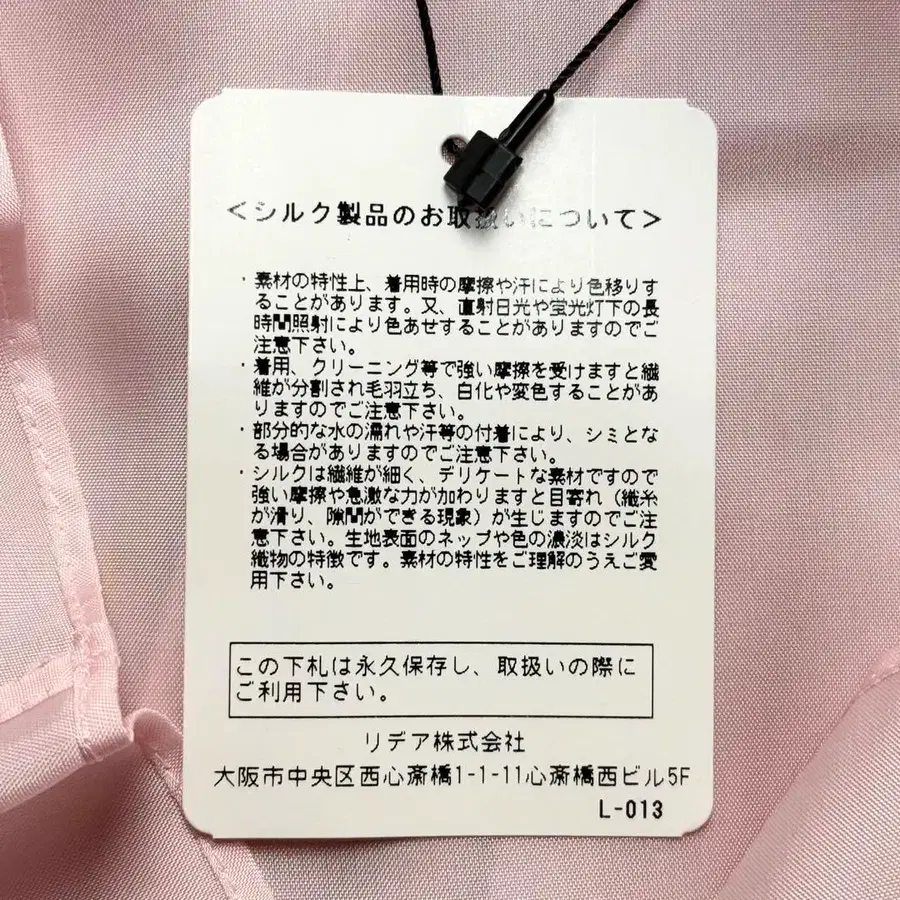 <シルク製品のお取扱いについて>
・素材の特性上、着用時の摩擦や汗により色移りす
ることがあります。又、直射日光や蛍光灯下の長
時間照射により色あせすることがありますのでご
注意下さい。
・着用、クリーニング等で強い摩擦を受けますと繊
維が分割され毛羽立ち、白化や変色することがあ
りますのでご注意下さい。
・部分的な水の濡れや汗等の付着により、シミとな
る場合がありますのでご注意下さい。
・シルクは繊維が細く、デリケートな素材ですので
強い摩擦や急激な力が加わりますと目寄れ（織糸
が滑り、隙間ができる現象）が生じますのでご注
意下さい。生地表面のネップや色の濃淡はシルク
織物の特徴です。素材の特性をご理解のうえご愛
用下さい。
この下札は永久保存し、取扱いの際に
ご利用下さい。
リデア株式会社
大阪市中央区西心斎橋1-1-11心斎橋西ビル5F
L-013